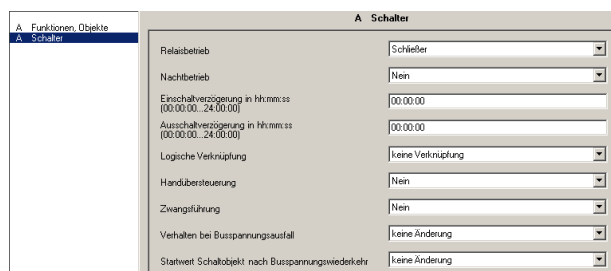 A Funktionen, Objekte
A Schalter
A Schalter
Relaisbetrieb
Schließer
Nachtbetrieb
Nein
Einschaltverzögerung in hh:mm:ss
(00:00:00...24:00:00)
00:00:00
Ausschaltverzögerung in hh:mm:ss
(00:00:00...24:00:00)
00:00:00
Logische Verknüpfung
keine Verknüpfung
Handübersteuerung
Nein
Zwangsführung
Nein
Verhalten bei Busspannungsausfall
keine Änderung
Startwert Schaltobjekt nach Busspannungswiederkehr
keine Änderung